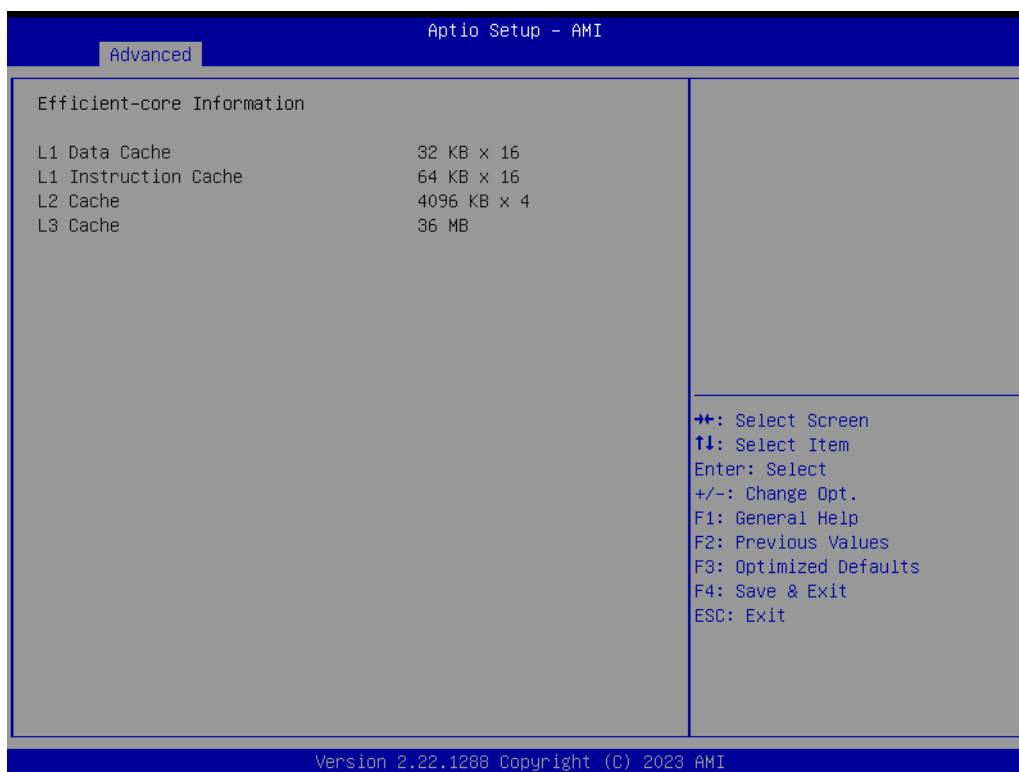 Aptio Setup – AMI
Advanced
Efficient-core Information
L1 Data Cache 32 KB x 16
L1 Instruction Cache 64 KB x 16
L2 Cache 4096 KB x 4
L3 Cache 36 MB
→←: Select Screen
↑↓: Select Item
Enter: Select
+/-: Change Opt.
F1: General Help
F2: Previous Values
F3: Optimized Defaults
F4: Save & Exit
ESC: Exit
Version 2.22.1288 Copyright (C) 2023 AMI